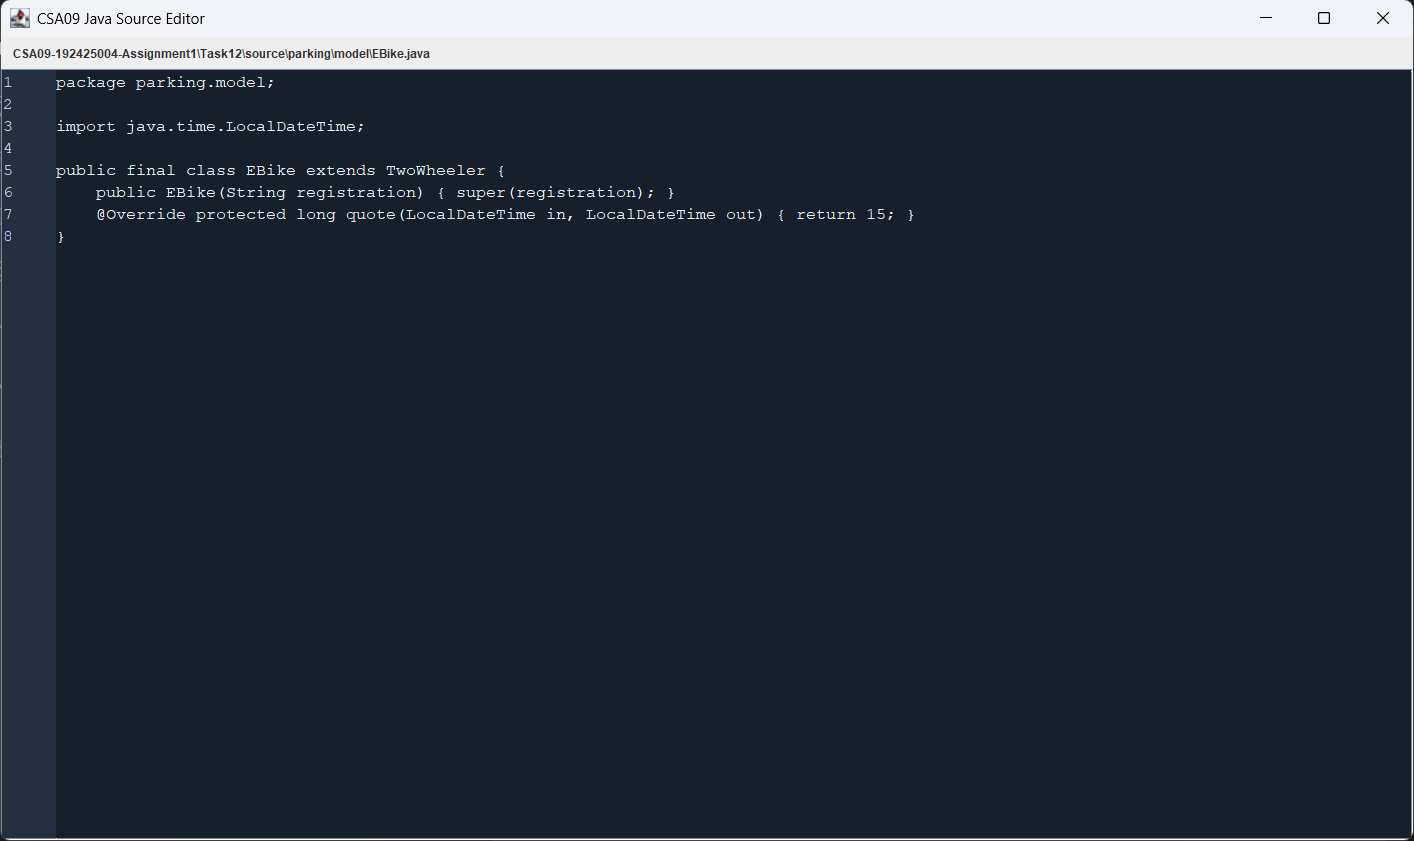 CSA09 Java Source Editor
CSA09-192425004-Assignment1\Task12\source\parking\model\EBike.java
1 package parking.model;
2
3 import java.time.LocalDateTime;
4
5 public final class EBike extends TwoWheeler {
6     public EBike(String registration) { super(registration); }
7     @Override protected long quote(LocalDateTime in, LocalDateTime out) { return 15; }
8 }